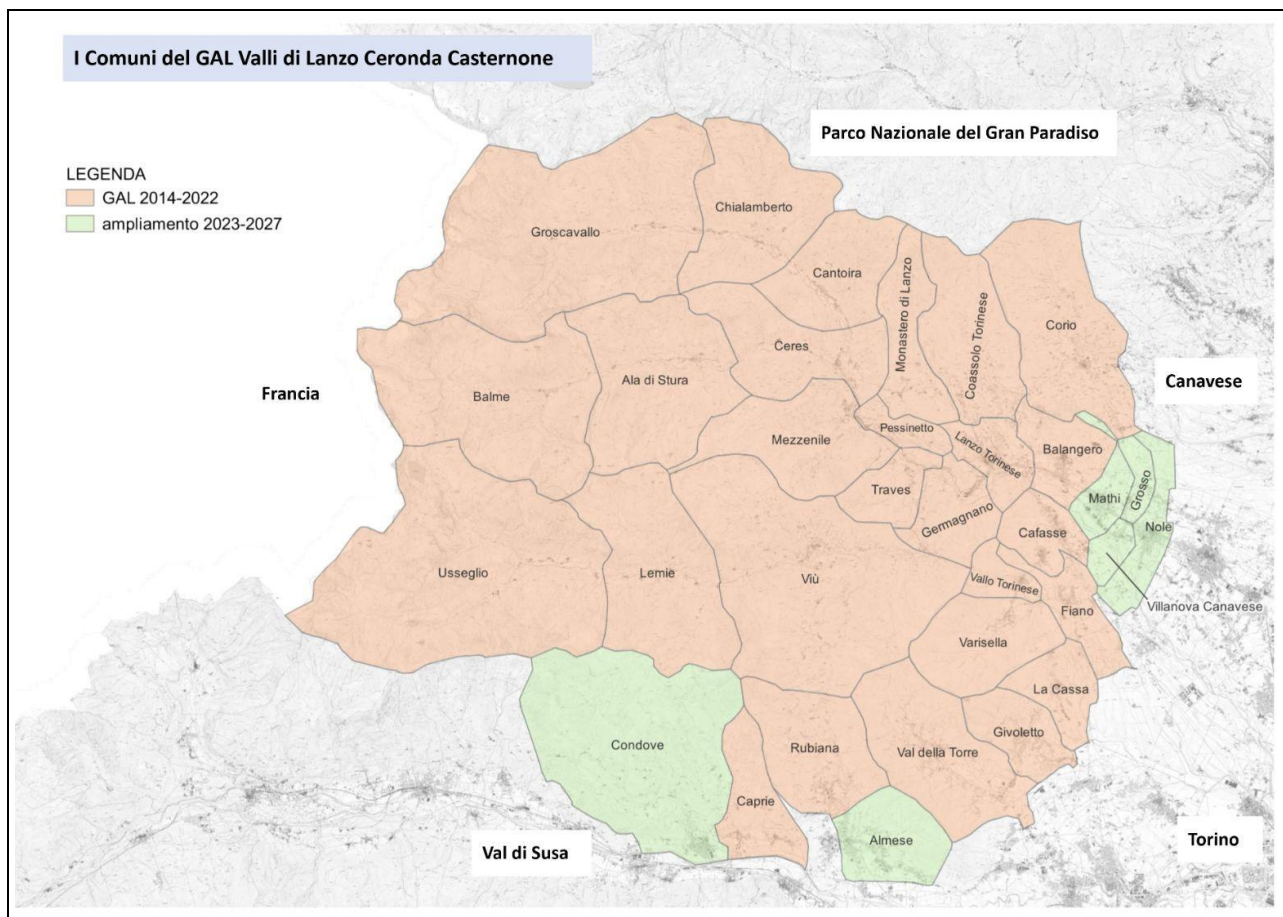 I Comuni del GAL Valli di Lanzo Ceronda Casternone
Parco Nazionale del Gran Paradiso
LEGENDA
GAL 2014-2022
ampliamento 2023-2027
Chialamberto
Groscavallo
Cantoira
Monastero di Lanzo
Coassolo Torinese
Corio
Ceres
Ala di Stura
Canavese
Francia
Balme
Mezzenile
Pessinetto
Lanzo Torinese
Balangero
Traves
Mathi
Grosso
Germagnano
Nole
Cafasse
Usseglio
Lemie
Viù
Vallo Torinese
Fiano
Villanova Canavese
Varisella
La Cassa
Condove
Rubiana
Val della Torre
Givoletto
Caprie
Almese
Val di Susa
Torino